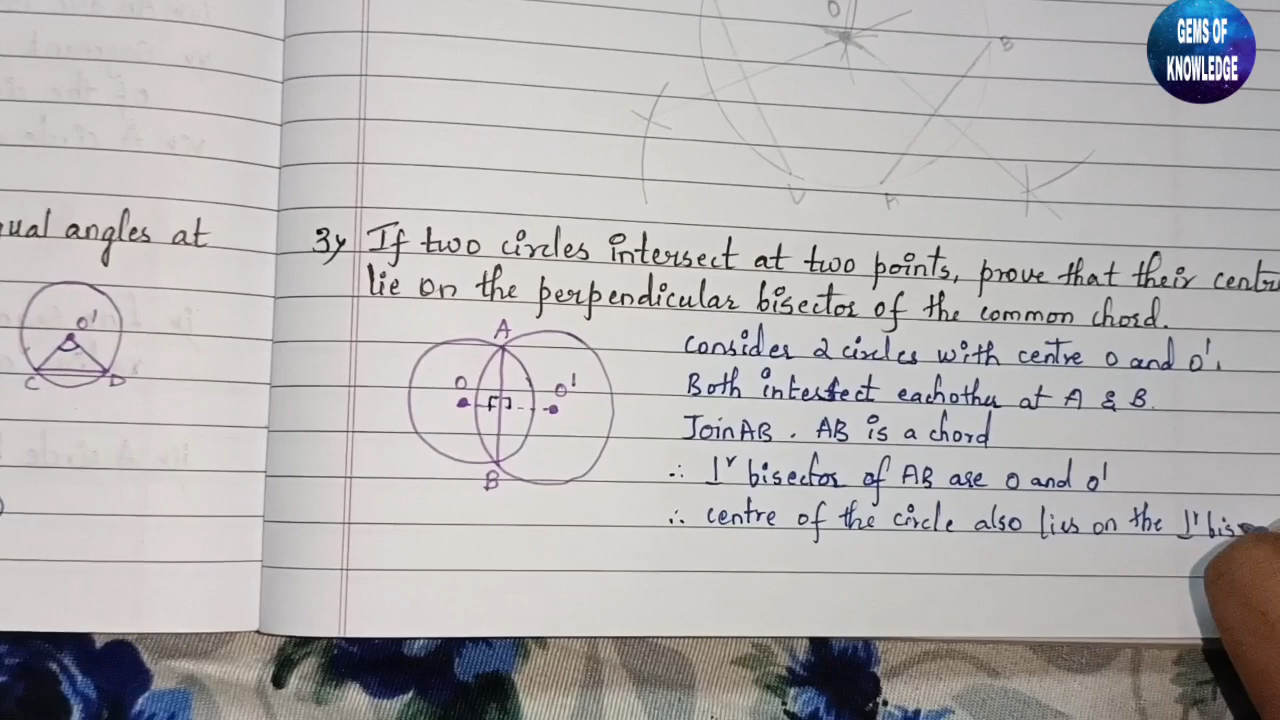 GEMS OF
KNOWLEDGE
O
B
A
ual angles at
O'
C D
3y If two circles intersect at two points, prove that their centr
lie on the perpendicular bisector of the common chord.
A
O O'
B
Consider 2 circles with centre O and O'.
Both intersect eachother at A & B.
Join AB. AB is a chord
∴ ⊥r bisector of AB are O and O'
∴ centre of the circle also lies on the ⊥r bis